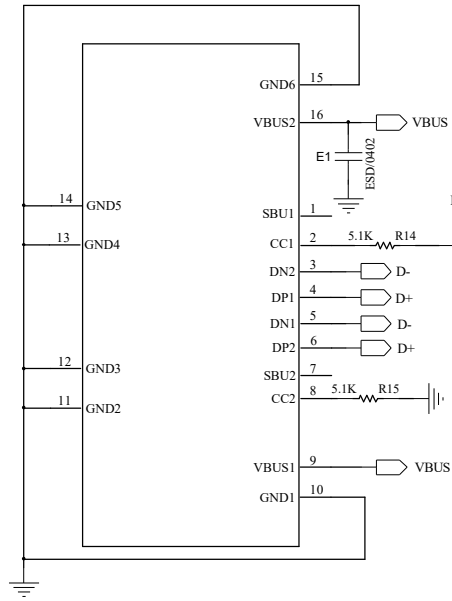 GND6 15
VBUS2 16 VBUS
E1 ESD/0402
14 GND5
SBU1 1
13 GND4
CC1 2 5.1K R14
DN2 3 D-
DP1 4 D+
DN1 5 D-
DP2 6 D+
12 GND3
SBU2 7
11 GND2
CC2 8 5.1K R15
VBUS1 9 VBUS
GND1 10